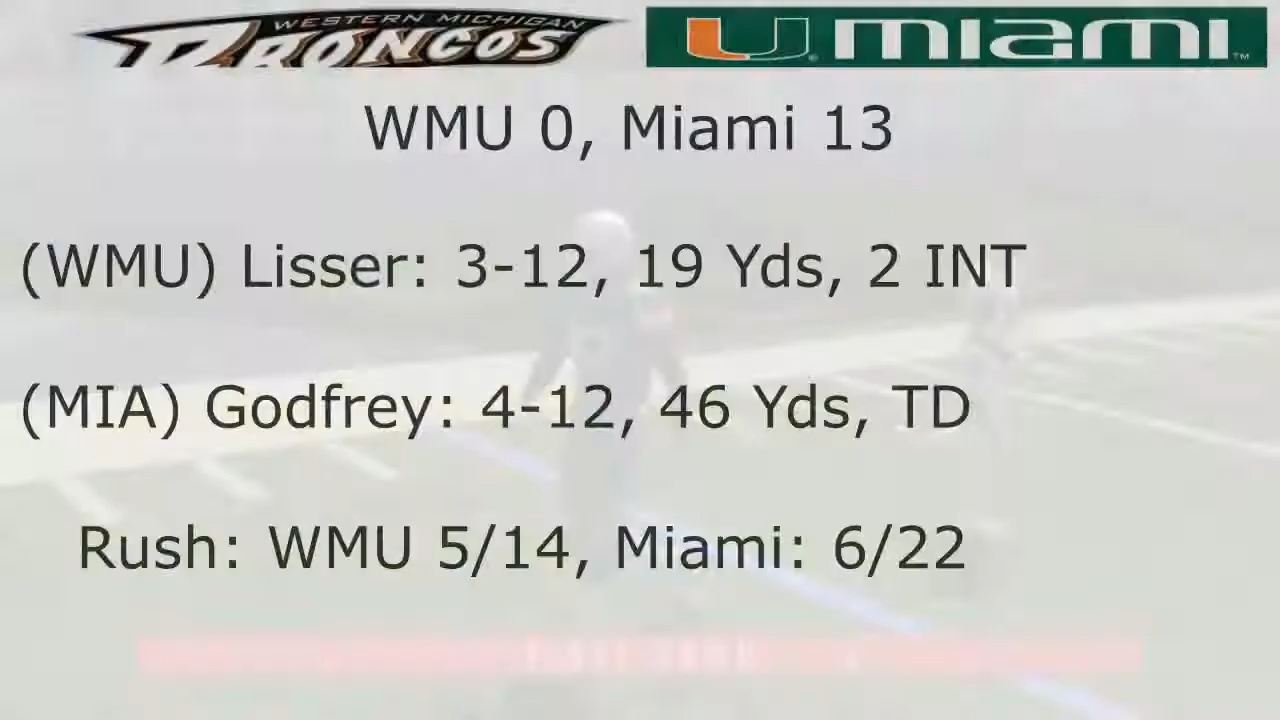 WESTERN MICHIGAN
BRONCOS
U® MIAMI™
WMU 0, Miami 13
(WMU) Lisser: 3-12, 19 Yds, 2 INT
(MIA) Godfrey: 4-12, 46 Yds, TD
Rush: WMU 5/14, Miami: 6/22